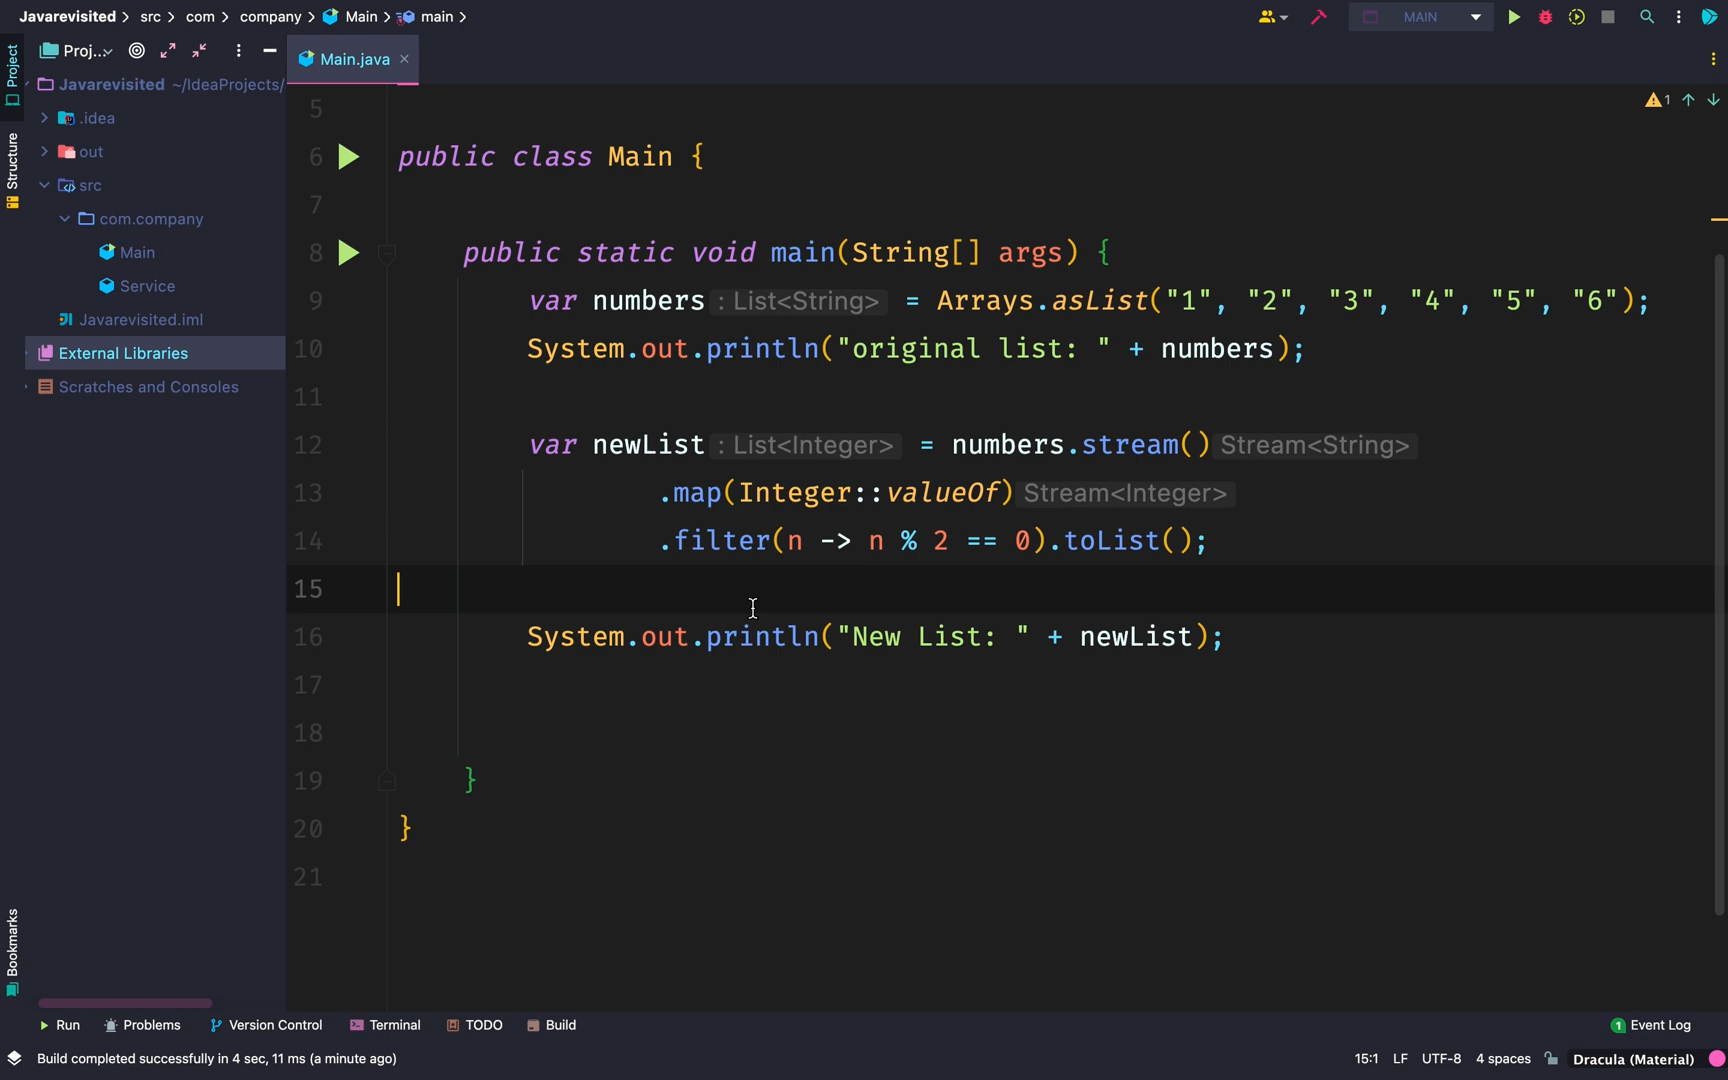 Javarevisited > src > com > company > Main > main >
MAIN
Project
Structure
Bookmarks
Proj...
Javarevisited ~/IdeaProjects/
.idea
out
src
com.company
Main
Service
Javarevisited.iml
External Libraries
Scratches and Consoles
Main.java ×
1
5
6 public class Main {
7
8 public static void main(String[] args) {
9 var numbers : List<String> = Arrays.asList("1", "2", "3", "4", "5", "6");
10 System.out.println("original list: " + numbers);
11
12 var newList : List<Integer> = numbers.stream() Stream<String>
13 .map(Integer::valueOf) Stream<Integer>
14 .filter(n -> n % 2 == 0).toList();
15
16 System.out.println("New List: " + newList);
17
18
19 }
20 }
21
Run Problems Version Control Terminal TODO Build 1 Event Log
Build completed successfully in 4 sec, 11 ms (a minute ago) 15:1 LF UTF-8 4 spaces Dracula (Material)